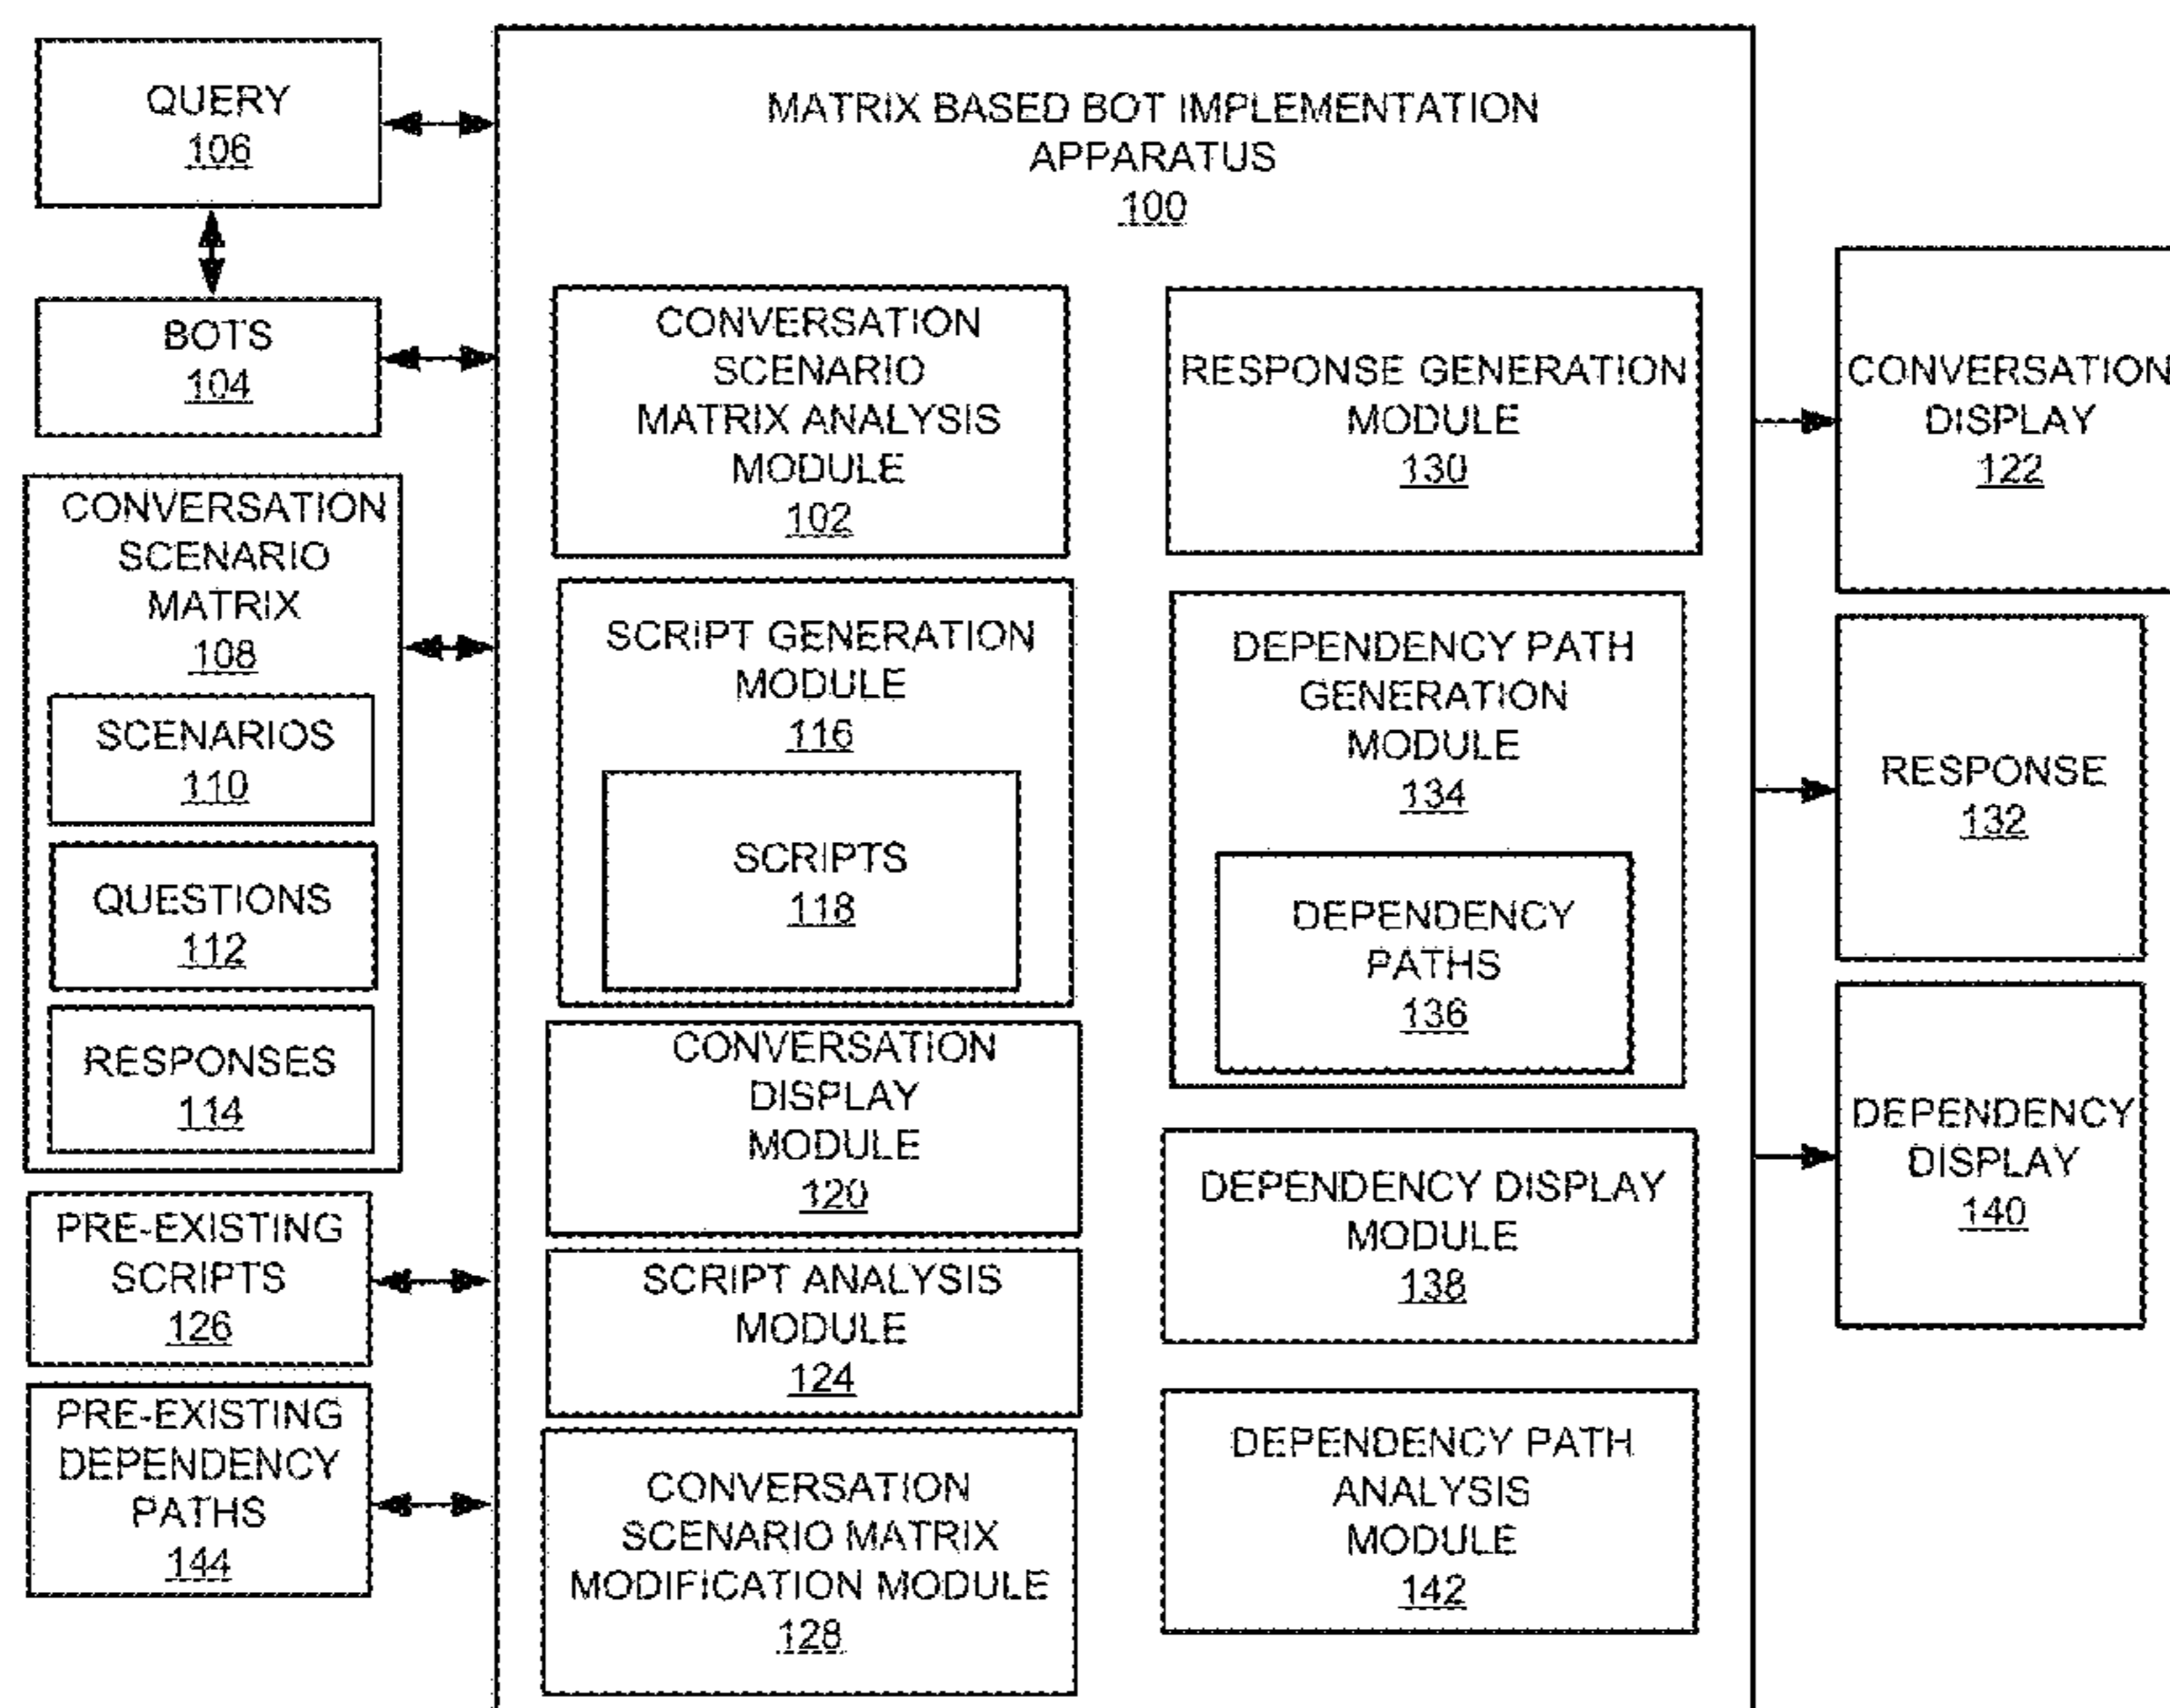 QUERY
106
BOTS
104
CONVERSATION
SCENARIO
MATRIX
108
SCENARIOS
110
QUESTIONS
112
RESPONSES
114
PRE-EXISTING
SCRIPTS
126
PRE-EXISTING
DEPENDENCY
PATHS
144
MATRIX BASED BOT IMPLEMENTATION
APPARATUS
100
CONVERSATION
SCENARIO
MATRIX ANALYSIS
MODULE
102
SCRIPT GENERATION
MODULE
116
SCRIPTS
118
CONVERSATION
DISPLAY
MODULE
120
SCRIPT ANALYSIS
MODULE
124
CONVERSATION
SCENARIO MATRIX
MODIFICATION MODULE
128
RESPONSE GENERATION
MODULE
130
DEPENDENCY PATH
GENERATION
MODULE
134
DEPENDENCY
PATHS
136
DEPENDENCY DISPLAY
MODULE
138
DEPENDENCY PATH
ANALYSIS
MODULE
142
CONVERSATION
DISPLAY
122
RESPONSE
132
DEPENDENCY
DISPLAY
140